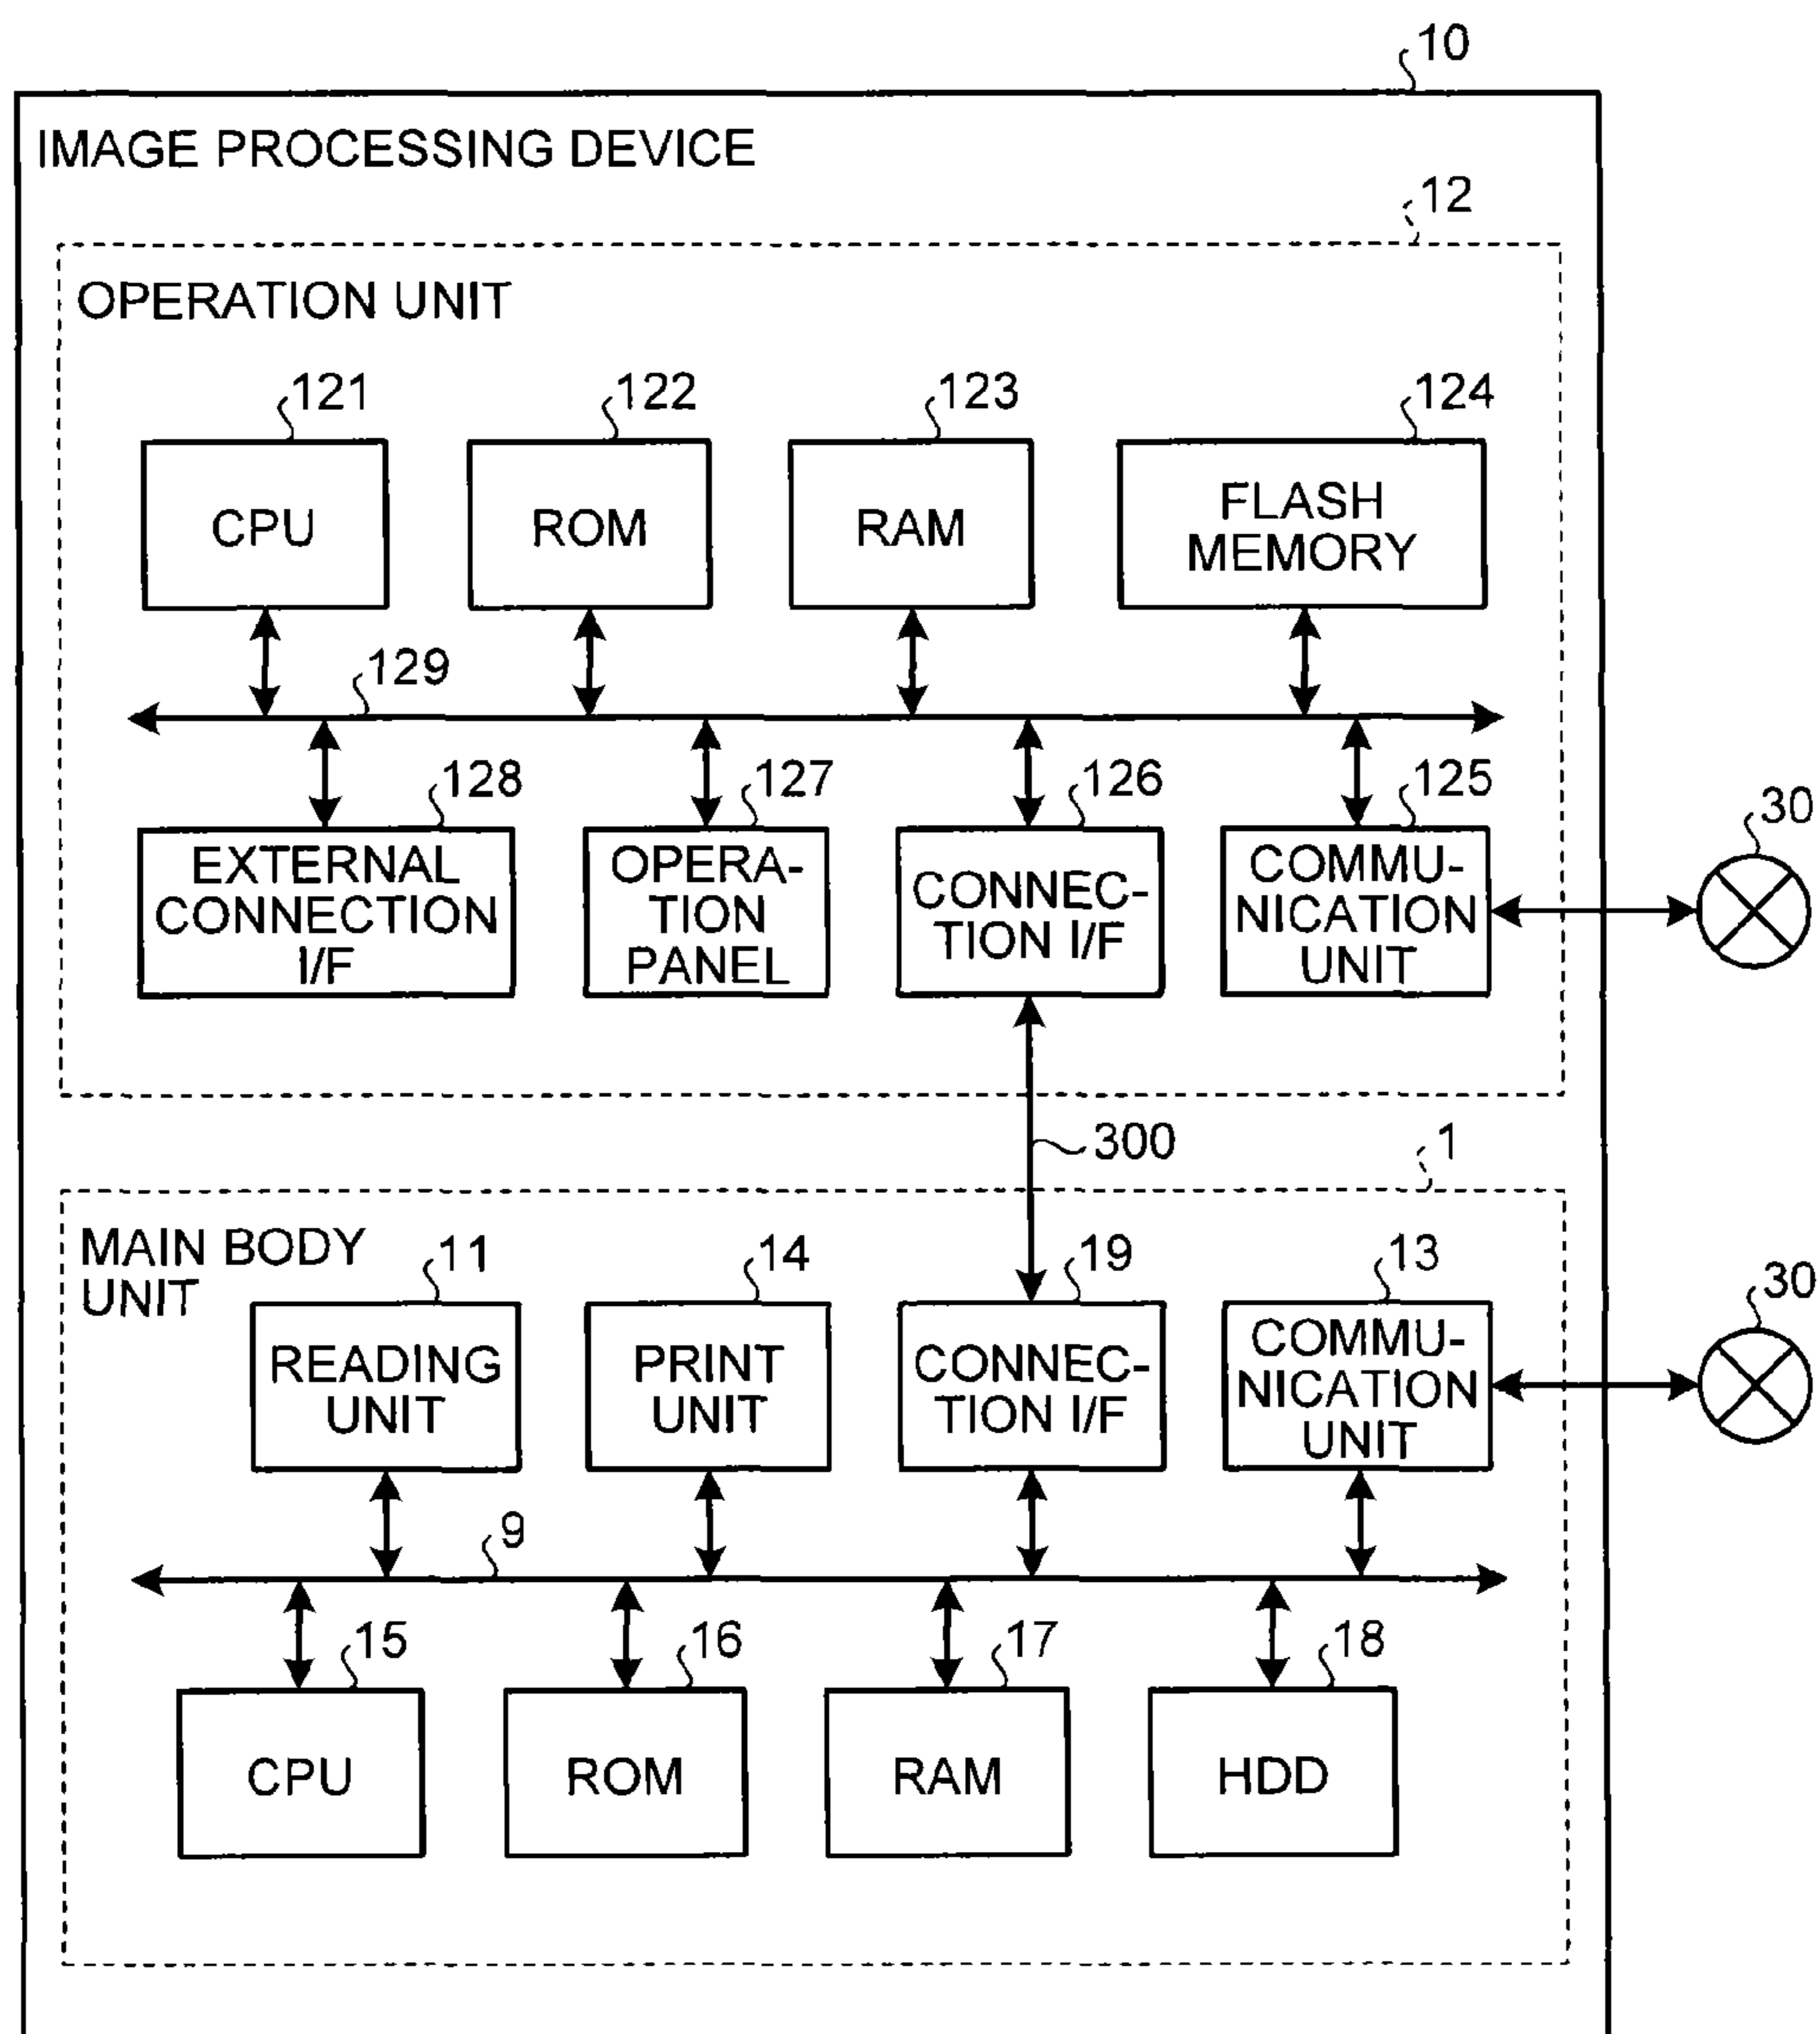 10
IMAGE PROCESSING DEVICE
12
OPERATION UNIT
121
122
123
124
CPU
ROM
RAM
FLASH
MEMORY
129
128
127
126
125
30
EXTERNAL
CONNECTION
I/F
OPERA-
TION
PANEL
CONNEC-
TION I/F
COMMU-
NICATION
UNIT
300
1
MAIN BODY
UNIT
11
14
19
13
30
READING
UNIT
PRINT
UNIT
CONNEC-
TION I/F
COMMU-
NICATION
UNIT
9
15
16
17
18
CPU
ROM
RAM
HDD